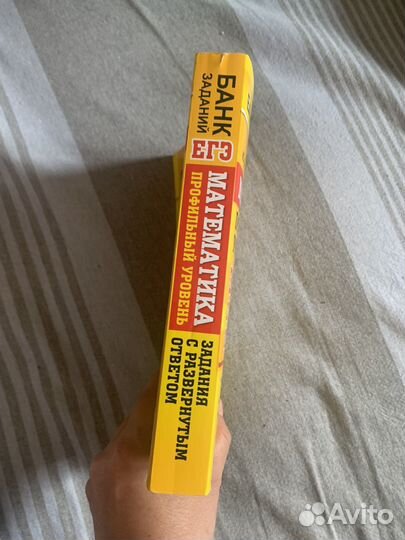 БАНК
ЗАДАНИЙ
ЕГЭ
МАТЕМАТИКА
ПРОФИЛЬНЫЙ УРОВЕНЬ
ЗАДАНИЯ
С РАЗВЕРНУТЫМ
ОТВЕТОМ
Avito